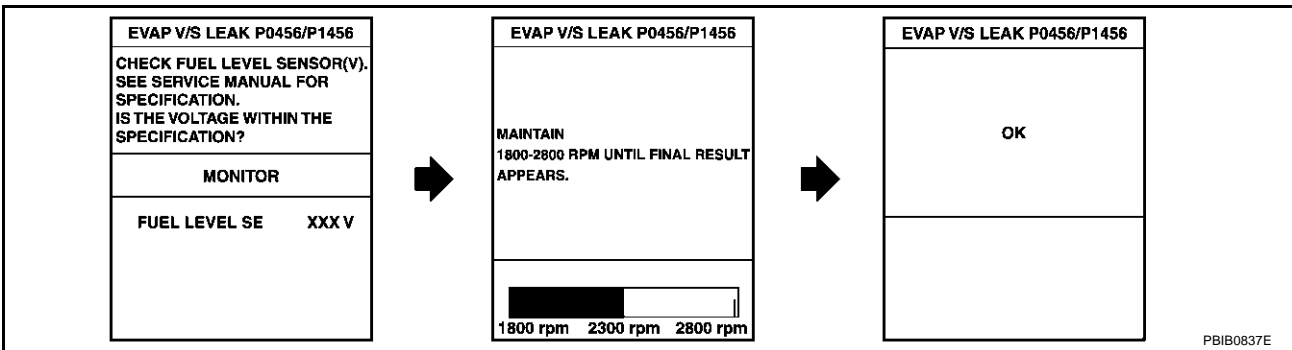 EVAP V/S LEAK P0456/P1456
CHECK FUEL LEVEL SENSOR(V).
SEE SERVICE MANUAL FOR
SPECIFICATION.
IS THE VOLTAGE WITHIN THE
SPECIFICATION?
MONITOR
FUEL LEVEL SE XXX V
EVAP V/S LEAK P0456/P1456
MAINTAIN
1800-2800 RPM UNTIL FINAL RESULT
APPEARS.
1800 rpm 2300 rpm 2800 rpm
EVAP V/S LEAK P0456/P1456
OK
PBIB0837E